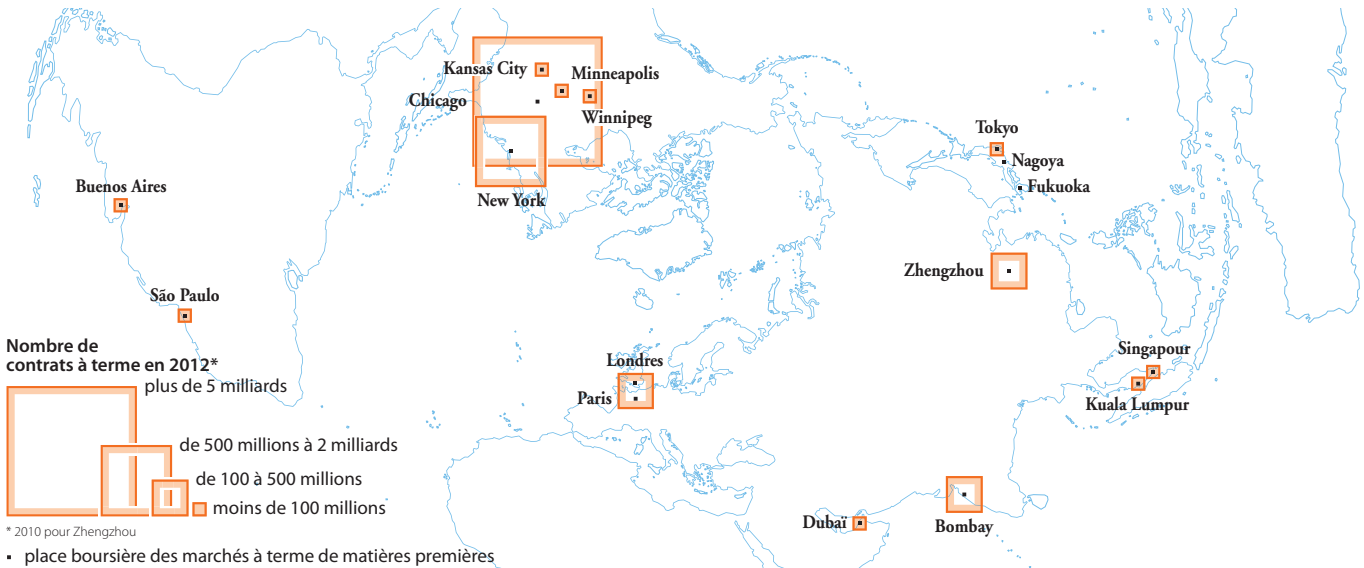 Kansas City
Minneapolis
Chicago
Winnipeg
New York
Tokyo
Nagoya
Fukuoka
Buenos Aires
Zhengzhou
São Paulo
Singapour
Kuala Lumpur
Londres
Paris
Dubaï
Bombay
Nombre de
contrats à terme en 2012*
plus de 5 milliards
de 500 millions à 2 milliards
de 100 à 500 millions
moins de 100 millions
* 2010 pour Zhengzhou
place boursière des marchés à terme de matières premières